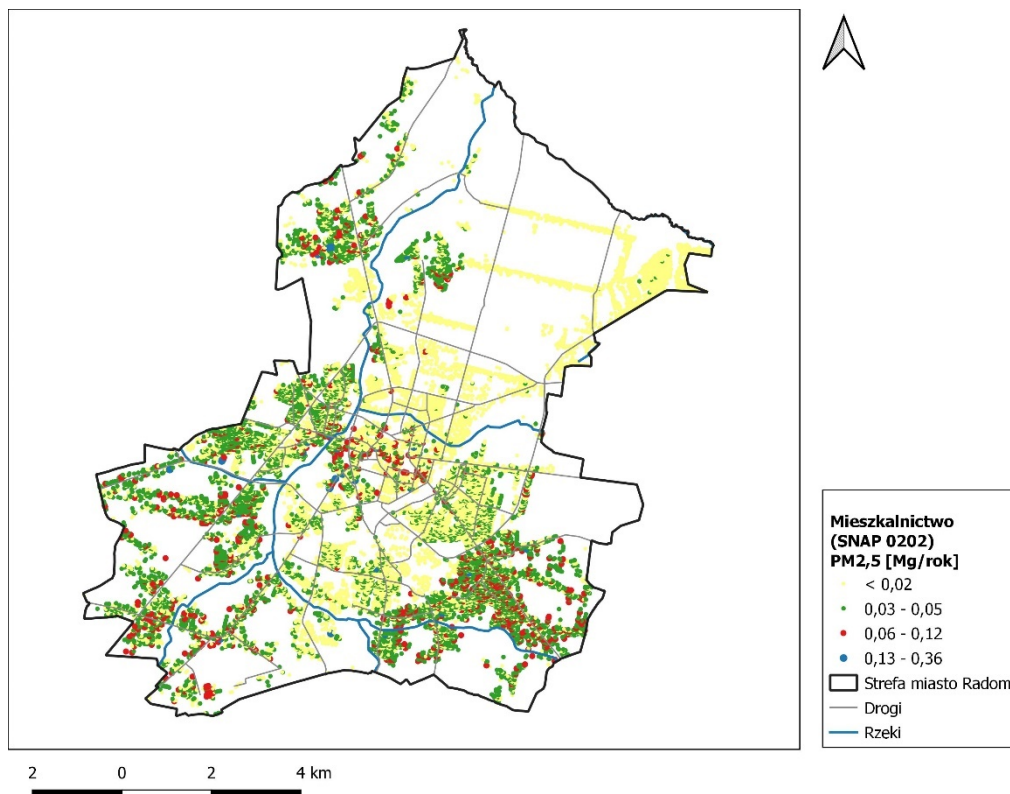 Mieszkalnictwo
(SNAP 0202)
PM2,5 [Mg/rok]
< 0,02
0,03 - 0,05
0,06 - 0,12
0,13 - 0,36
Strefa miasto Radom
Drogi
Rzeki
2 0 2 4 km